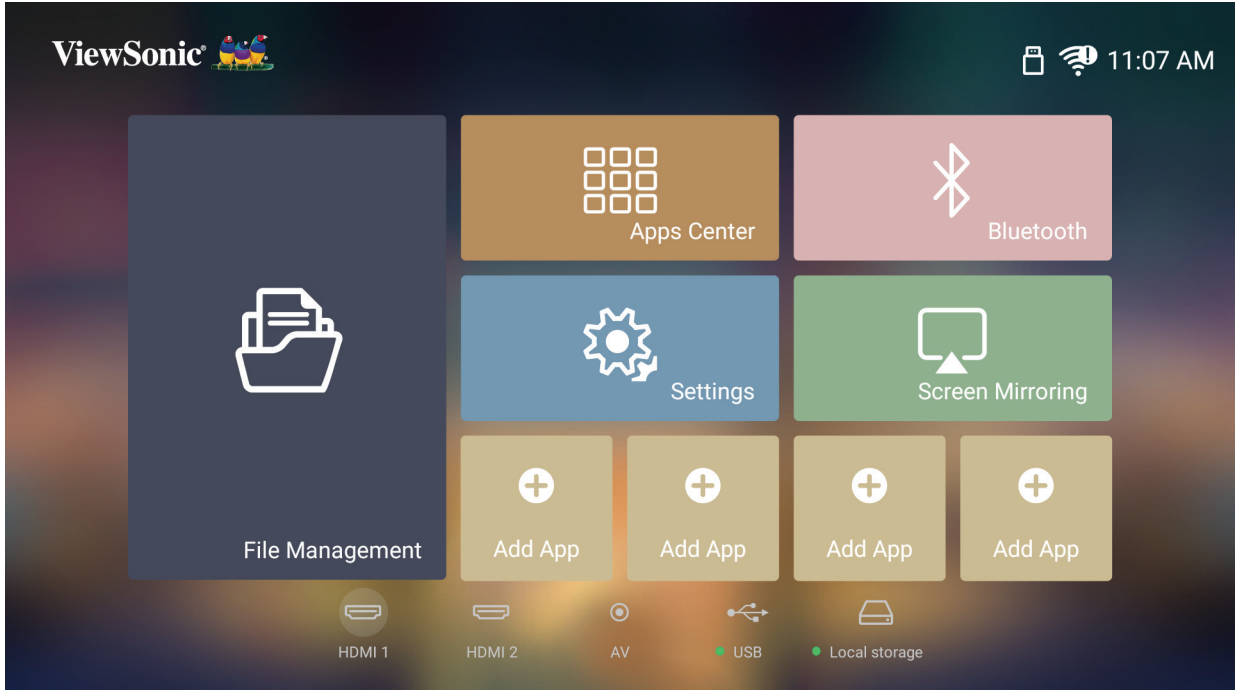 ViewSonic®
11:07 AM
Apps Center
Bluetooth
Settings
Screen Mirroring
File Management
Add App
Add App
Add App
Add App
HDMI 1
HDMI 2
AV
USB
Local storage